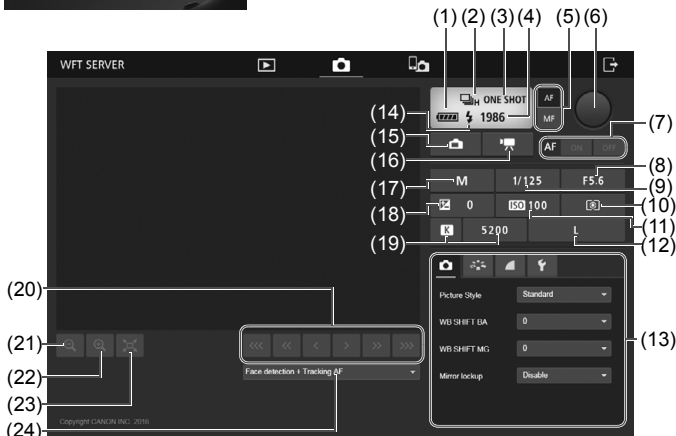 (1) (2) (3) (4) (5) (6)
WFT SERVER
H ONE SHOT AF
(14) 1986 MF
(7)
(15) AF ON OFF
(16)
(8)
(17) M 1/125 F5.6
(9)
(18) 0 ISO 100 (10)
(11)
K 5200 L
(19) (12)
(20)
Picture Style Standard
WB SHIFT BA 0
(21) (13)
WB SHIFT MG 0
(22)
Face detection + Tracking AF Mirror lockup Disable
(23)
Copyright CANON INC. 2016
(24)